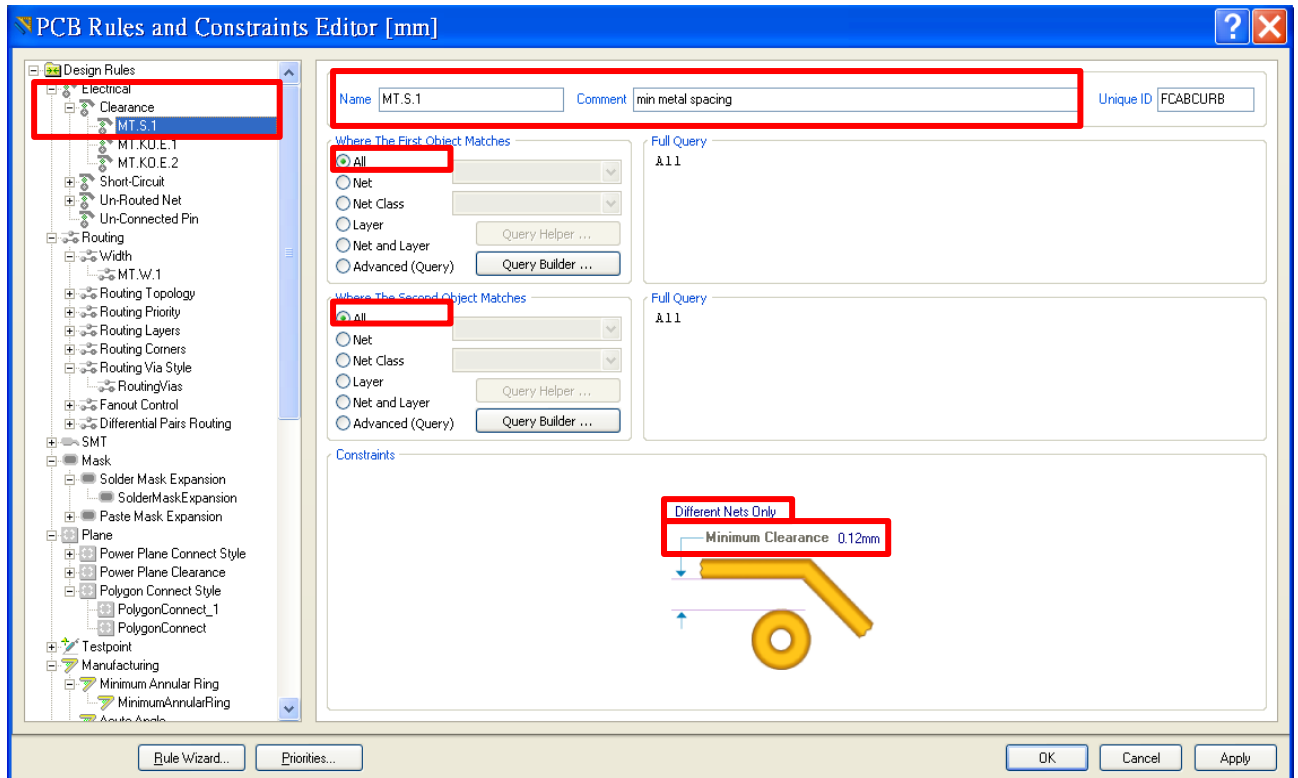 PCB Rules and Constraints Editor [mm]
Design Rules
Electrical
Clearance
MT.S.1
MT.KO.E.1
MT.KO.E.2
Short-Circuit
Un-Routed Net
Un-Connected Pin
Routing
Width
MT.W.1
Routing Topology
Routing Priority
Routing Layers
Routing Corners
Routing Via Style
RoutingVias
Fanout Control
Differential Pairs Routing
SMT
Mask
Solder Mask Expansion
SolderMaskExpansion
Paste Mask Expansion
Plane
Power Plane Connect Style
Power Plane Clearance
Polygon Connect Style
PolygonConnect_1
PolygonConnect
Testpoint
Manufacturing
Minimum Annular Ring
MinimumAnnularRing
Acute Angle
Name MT.S.1 Comment min metal spacing Unique ID FCABCURB
Where The First Object Matches
All
Net
Net Class
Layer
Net and Layer
Advanced (Query)
Query Helper ...
Query Builder ...
Full Query
All
Where The Second Object Matches
All
Net
Net Class
Layer
Net and Layer
Advanced (Query)
Query Helper ...
Query Builder ...
Full Query
All
Constraints
Different Nets Only
Minimum Clearance 0.12mm
Rule Wizard... Priorities... OK Cancel Apply